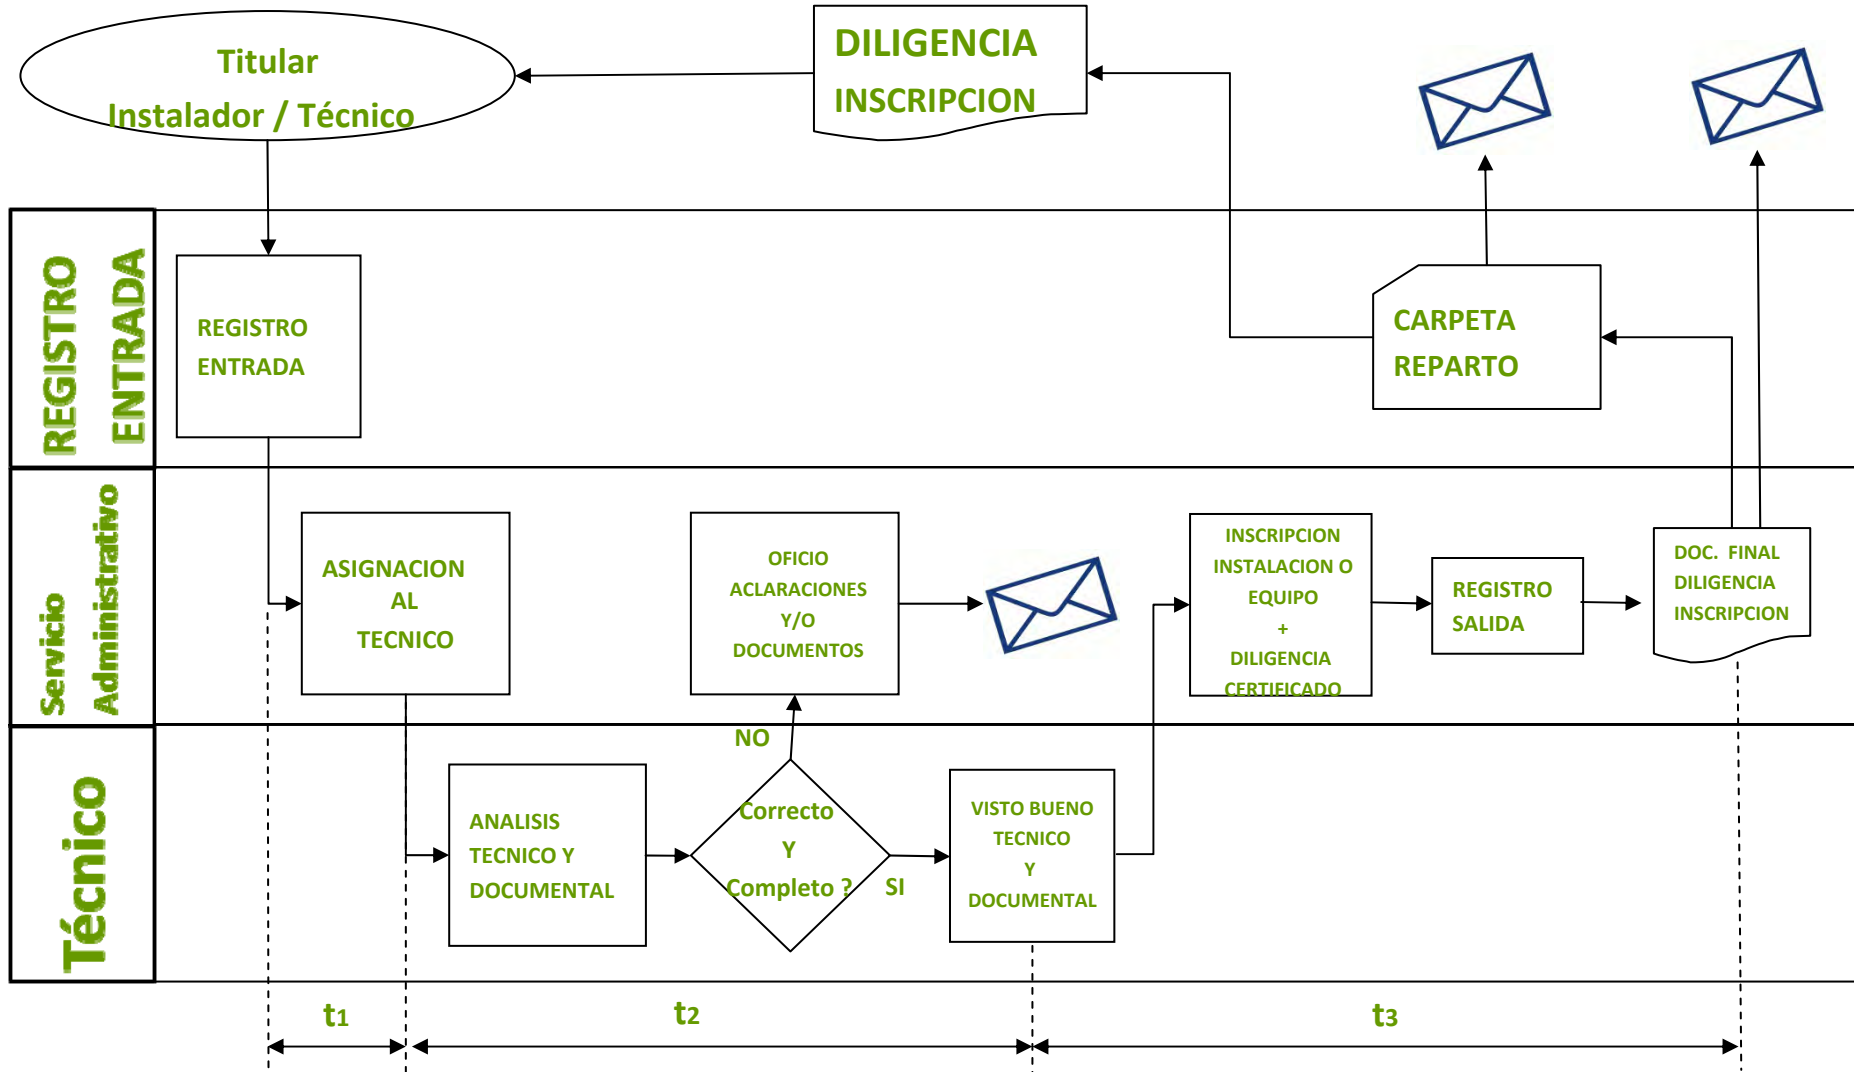 Titular
Instalador / Técnico
DILIGENCIA
INSCRIPCION
REGISTRO
ENTRADA
REGISTRO
ENTRADA
CARPETA
REPARTO
Servicio
Administrativo
ASIGNACION
AL
TECNICO
OFICIO
ACLARACIONES
Y/O
DOCUMENTOS
INSCRIPCION
INSTALACION O
EQUIPO
+
DILIGENCIA
CERTIFICADO
REGISTRO
SALIDA
DOC. FINAL
DILIGENCIA
INSCRIPCION
Técnico
ANALISIS
TECNICO Y
DOCUMENTAL
NO
Correcto
Y
Completo ?
SI
VISTO BUENO
TECNICO
Y
DOCUMENTAL
t1
t2
t3